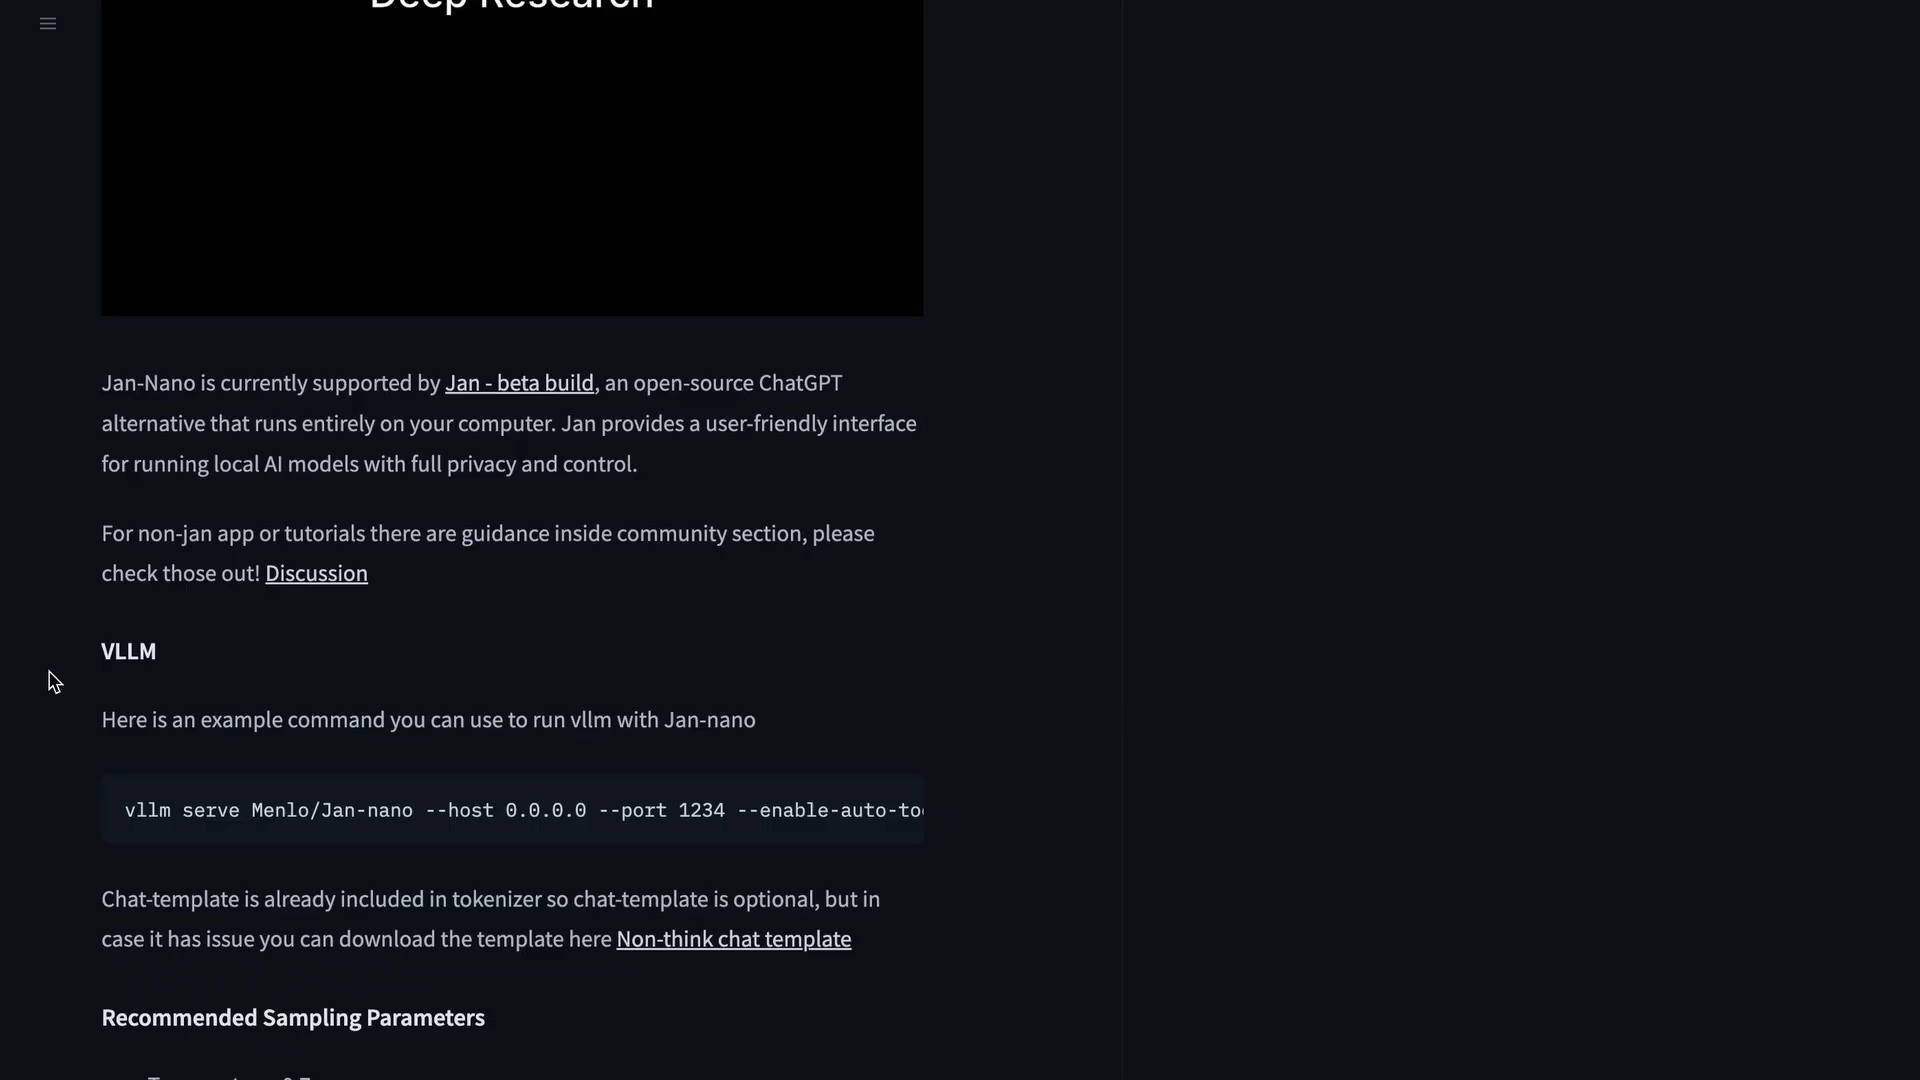 Deep Research
Jan-Nano is currently supported by Jan - beta build, an open-source ChatGPT
alternative that runs entirely on your computer. Jan provides a user-friendly interface
for running local AI models with full privacy and control.
For non-jan app or tutorials there are guidance inside community section, please
check those out! Discussion
VLLM
Here is an example command you can use to run vllm with Jan-nano
vllm serve Menlo/Jan-nano --host 0.0.0.0 --port 1234 --enable-auto-to
Chat-template is already included in tokenizer so chat-template is optional, but in
case it has issue you can download the template here Non-think chat template
Recommended Sampling Parameters